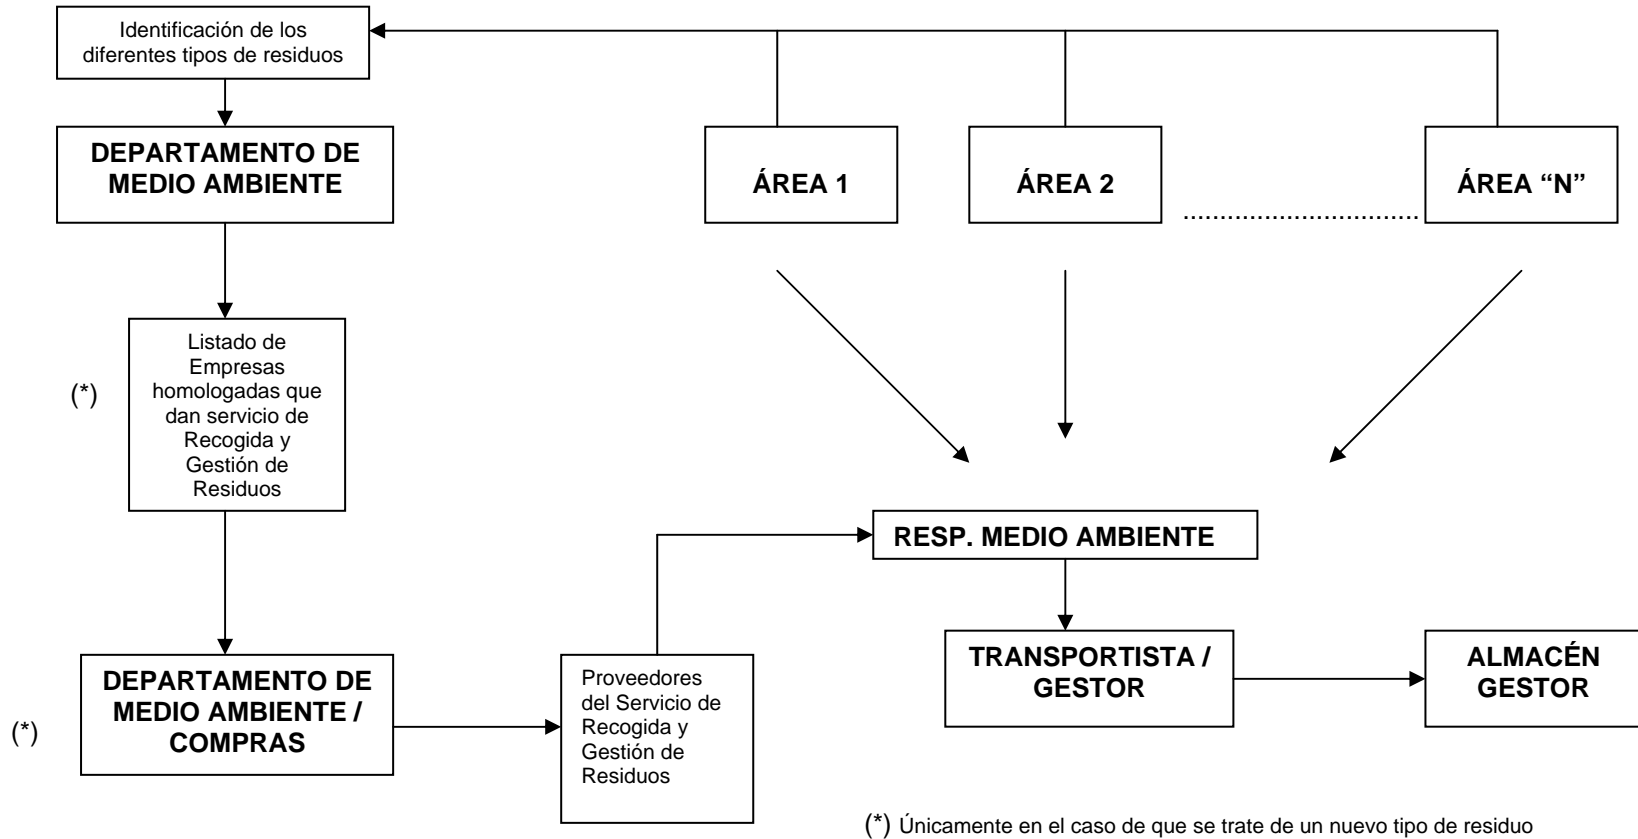 Identificación de los
diferentes tipos de residuos
DEPARTAMENTO DE
MEDIO AMBIENTE
ÁREA 1
ÁREA 2
................................
ÁREA “N”
(*)
Listado de
Empresas
homologadas que
dan servicio de
Recogida y
Gestión de
Residuos
RESP. MEDIO AMBIENTE
(*)
DEPARTAMENTO DE
MEDIO AMBIENTE /
COMPRAS
Proveedores
del Servicio de
Recogida y
Gestión de
Residuos
TRANSPORTISTA /
GESTOR
ALMACÉN
GESTOR
(*) Únicamente en el caso de que se trate de un nuevo tipo de residuo